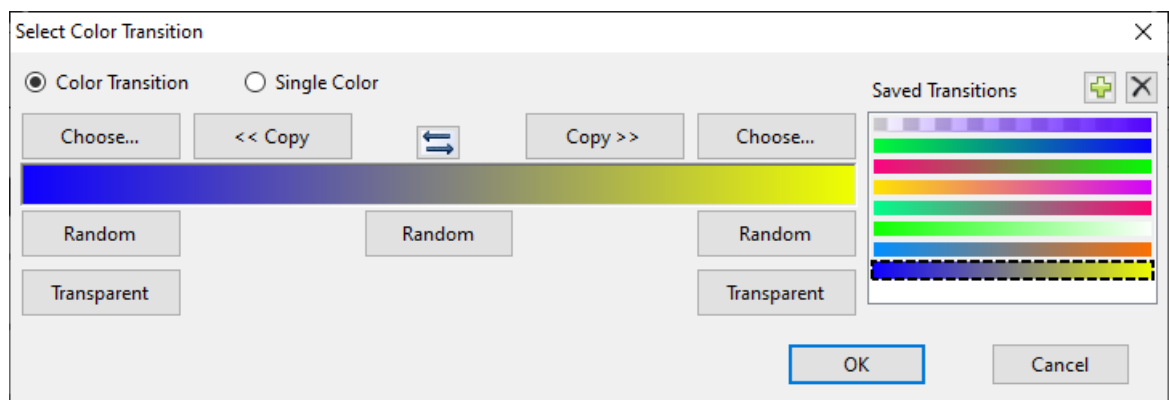 Select Color Transition
Color Transition Single Color
Saved Transitions
Choose... << Copy Copy >> Choose...
Random Random Random
Transparent Transparent
OK Cancel